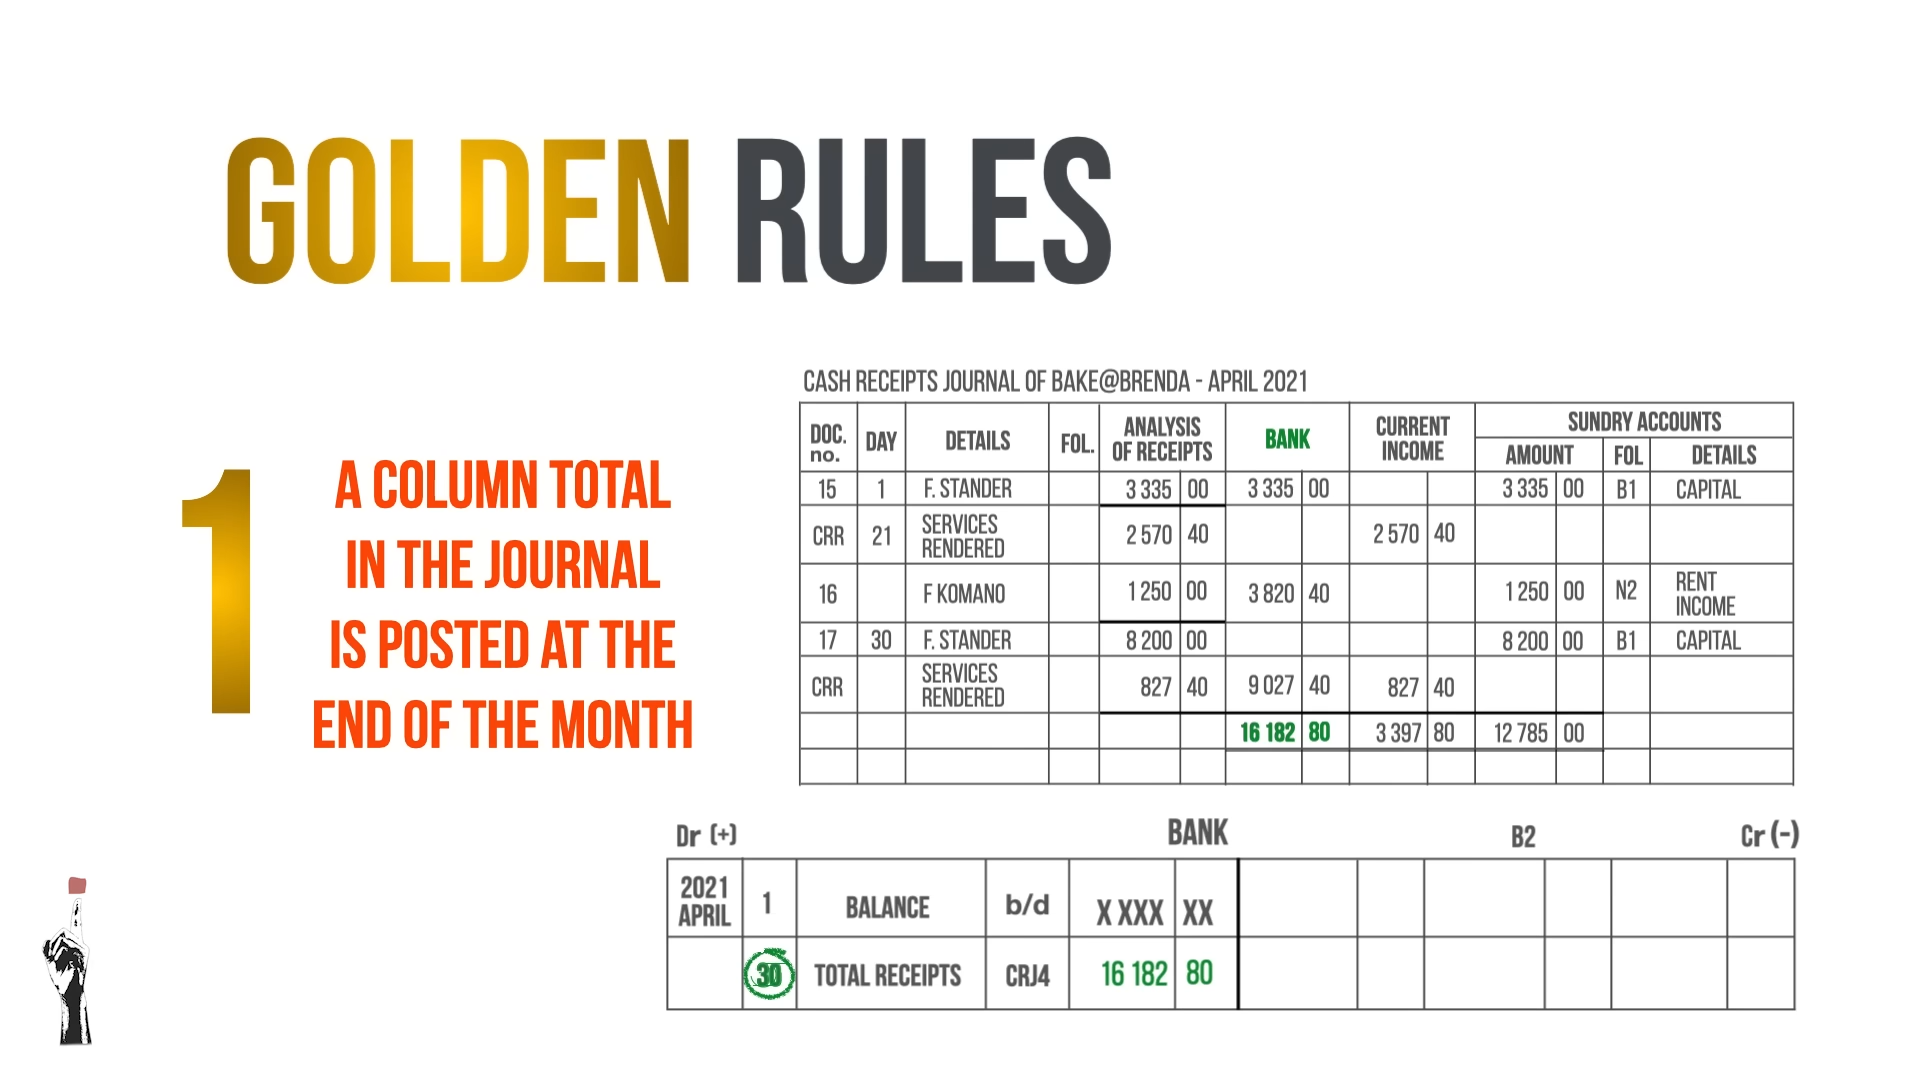 GOLDEN RULES
1
A COLUMN TOTAL
IN THE JOURNAL
IS POSTED AT THE
END OF THE MONTH
CASH RECEIPTS JOURNAL OF BAKE@BRENDA - APRIL 2021
DOC. no. DAY DETAILS FOL. ANALYSIS OF RECEIPTS BANK CURRENT INCOME SUNDRY ACCOUNTS
AMOUNT FOL DETAILS
15 1 F. STANDER 3 335 00 3 335 00 3 335 00 B1 CAPITAL
CRR 21 SERVICES RENDERED 2 570 40 2 570 40
16 F KOMANO 1 250 00 3 820 40 1 250 00 N2 RENT INCOME
17 30 F. STANDER 8 200 00 8 200 00 B1 CAPITAL
CRR SERVICES RENDERED 827 40 9 027 40 827 40
16 182 80 3 397 80 12 785 00
Dr (+) BANK B2 Cr (-)
2021 APRIL 1 BALANCE b/d X XXX XX
30 TOTAL RECEIPTS CRJ4 16 182 80